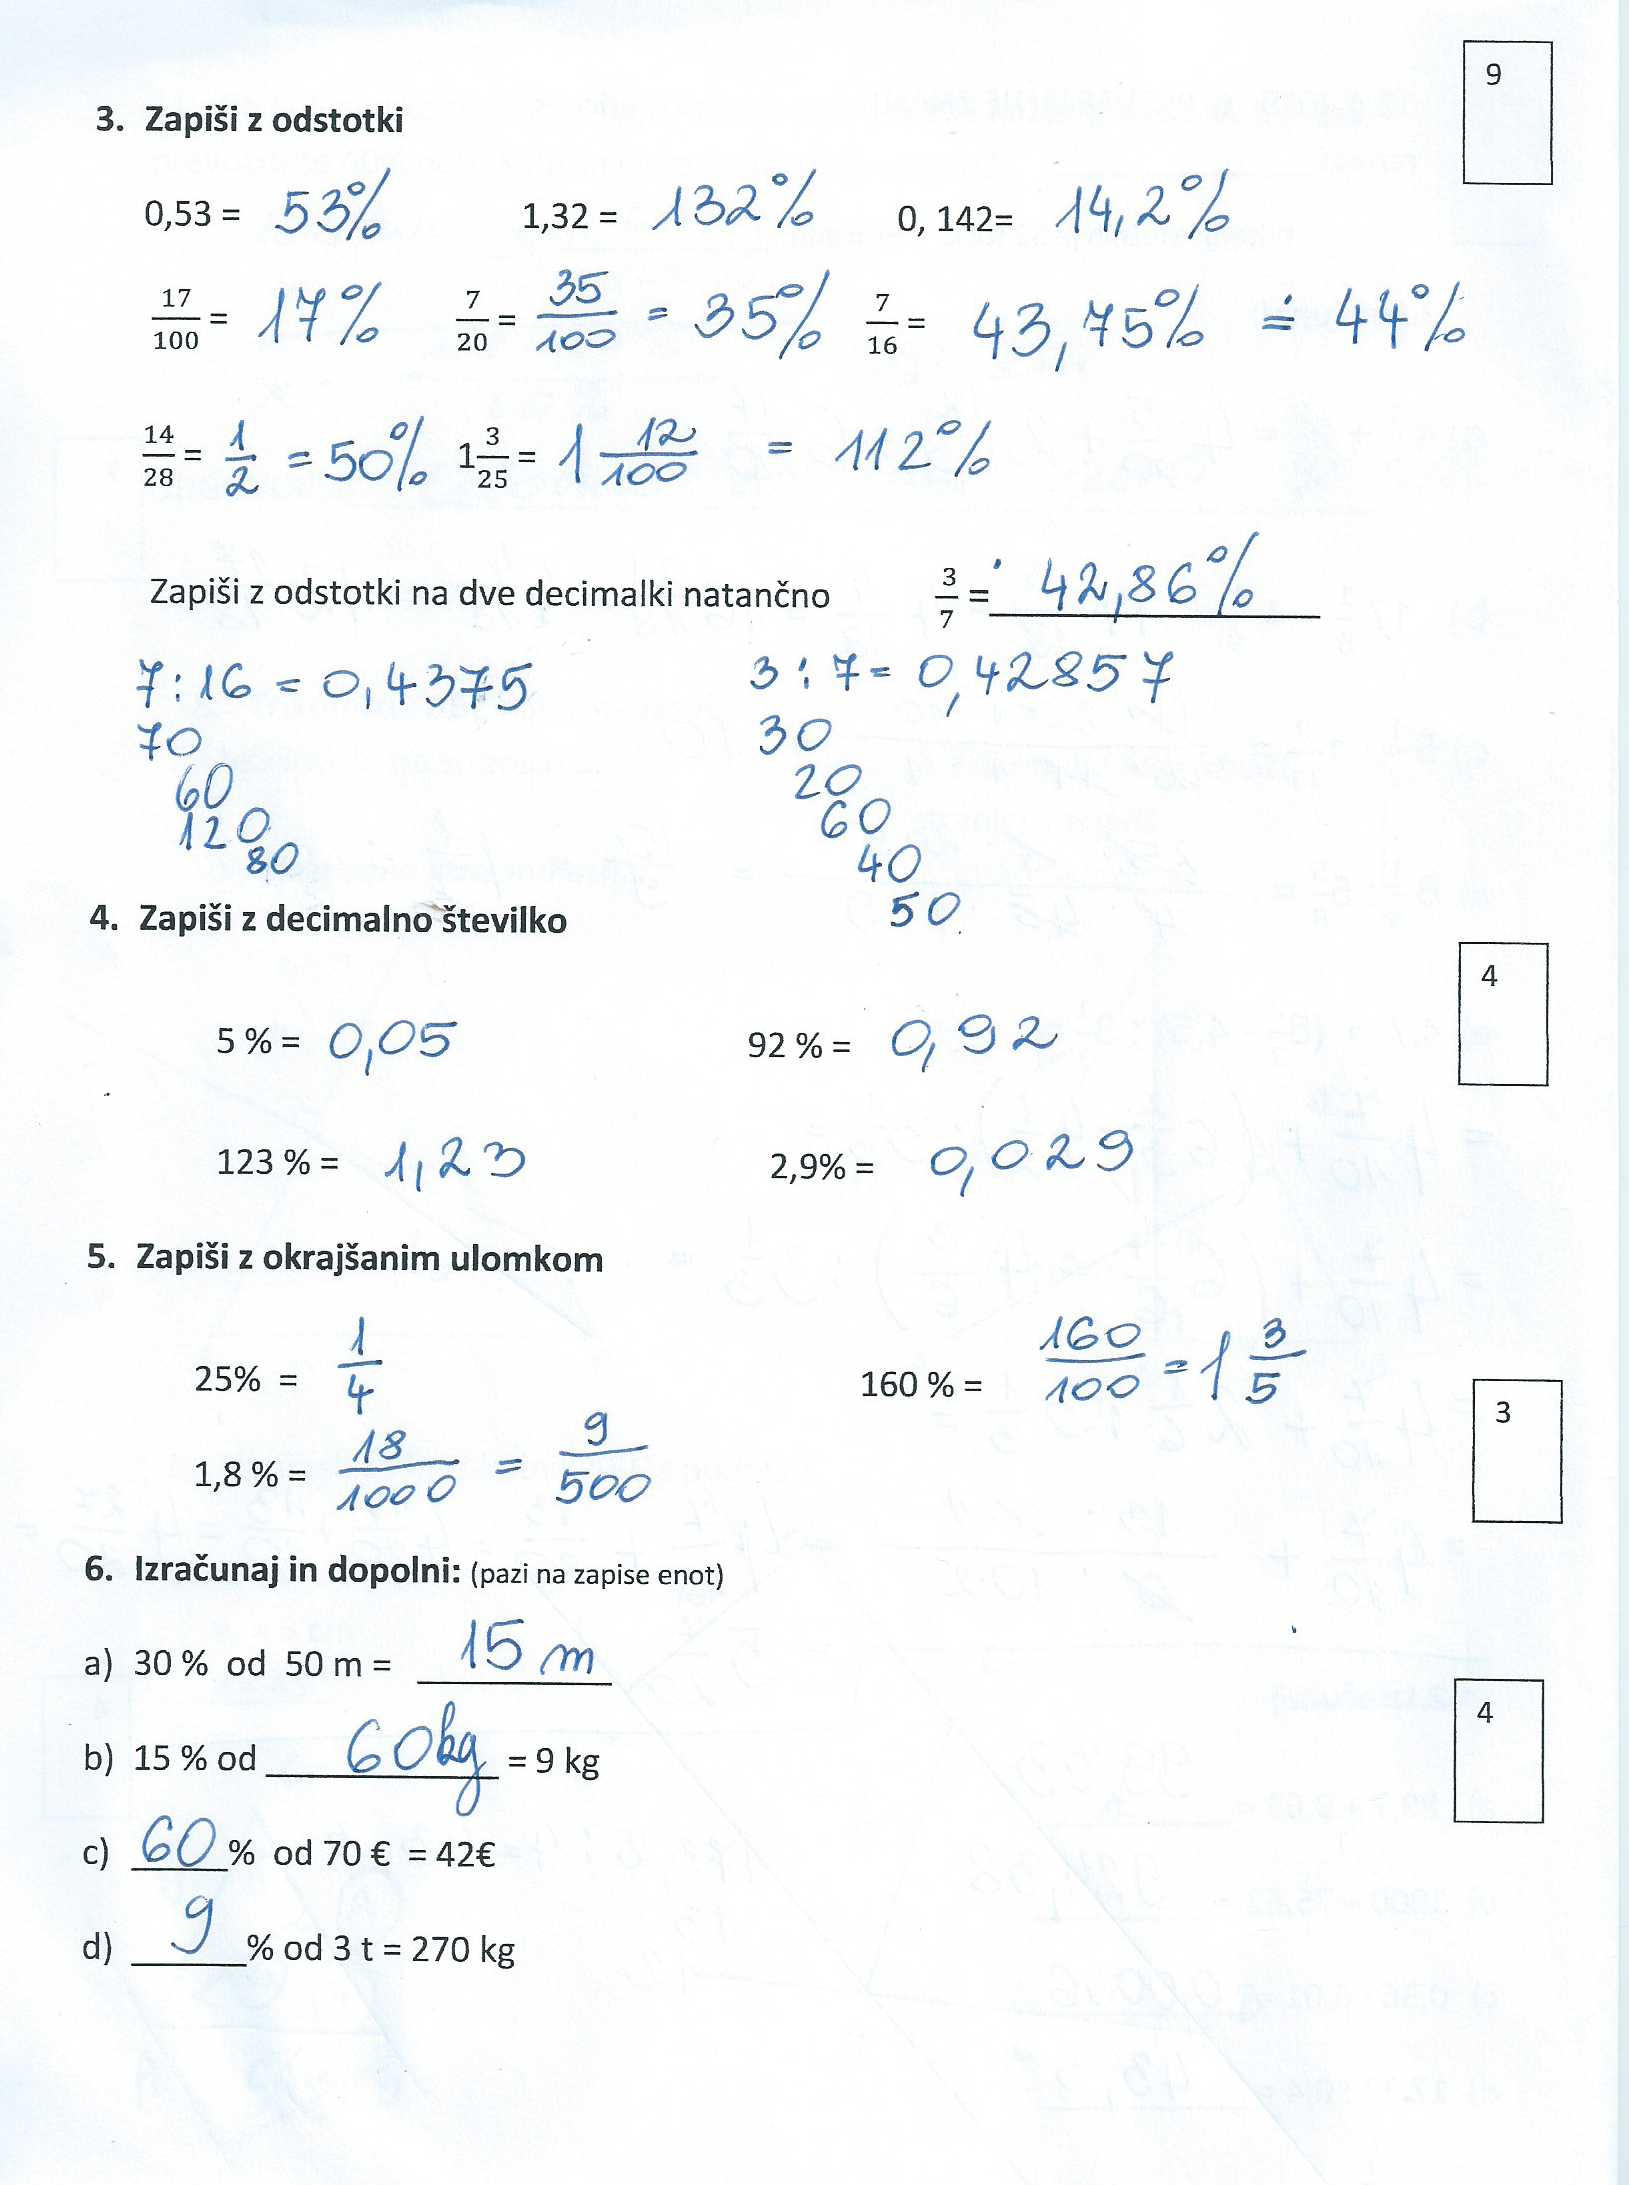 9
3. Zapiši z odstotki
0,53 = 53% 1,32 = 132% 0, 142= 14,2%
17/100 = 17% 7/20 = 35/100 = 35% 7/16 = 43,75% ≐ 44%
14/28 = 1/2 = 50% 1 3/25 = 1 12/100 = 112%
Zapiši z odstotki na dve decimalki natančno 3/7 ≐ 42,86%
7:16 = 0,4375 3:7= 0,42857
70 30
60 20
120 60
80 40
50
4. Zapiši z decimalno številko
4
5 % = 0,05 92 % = 0,92
123 % = 1,23 2,9% = 0,029
5. Zapiši z okrajšanim ulomkom
25% = 1/4 160 % = 160/100 = 1 3/5
3
1,8 % = 18/1000 = 9/500
6. Izračunaj in dopolni: (pazi na zapise enot)
a) 30 % od 50 m = 15 m
4
b) 15 % od 60kg = 9 kg
c) 60 % od 70 € = 42€
d) 9 % od 3 t = 270 kg